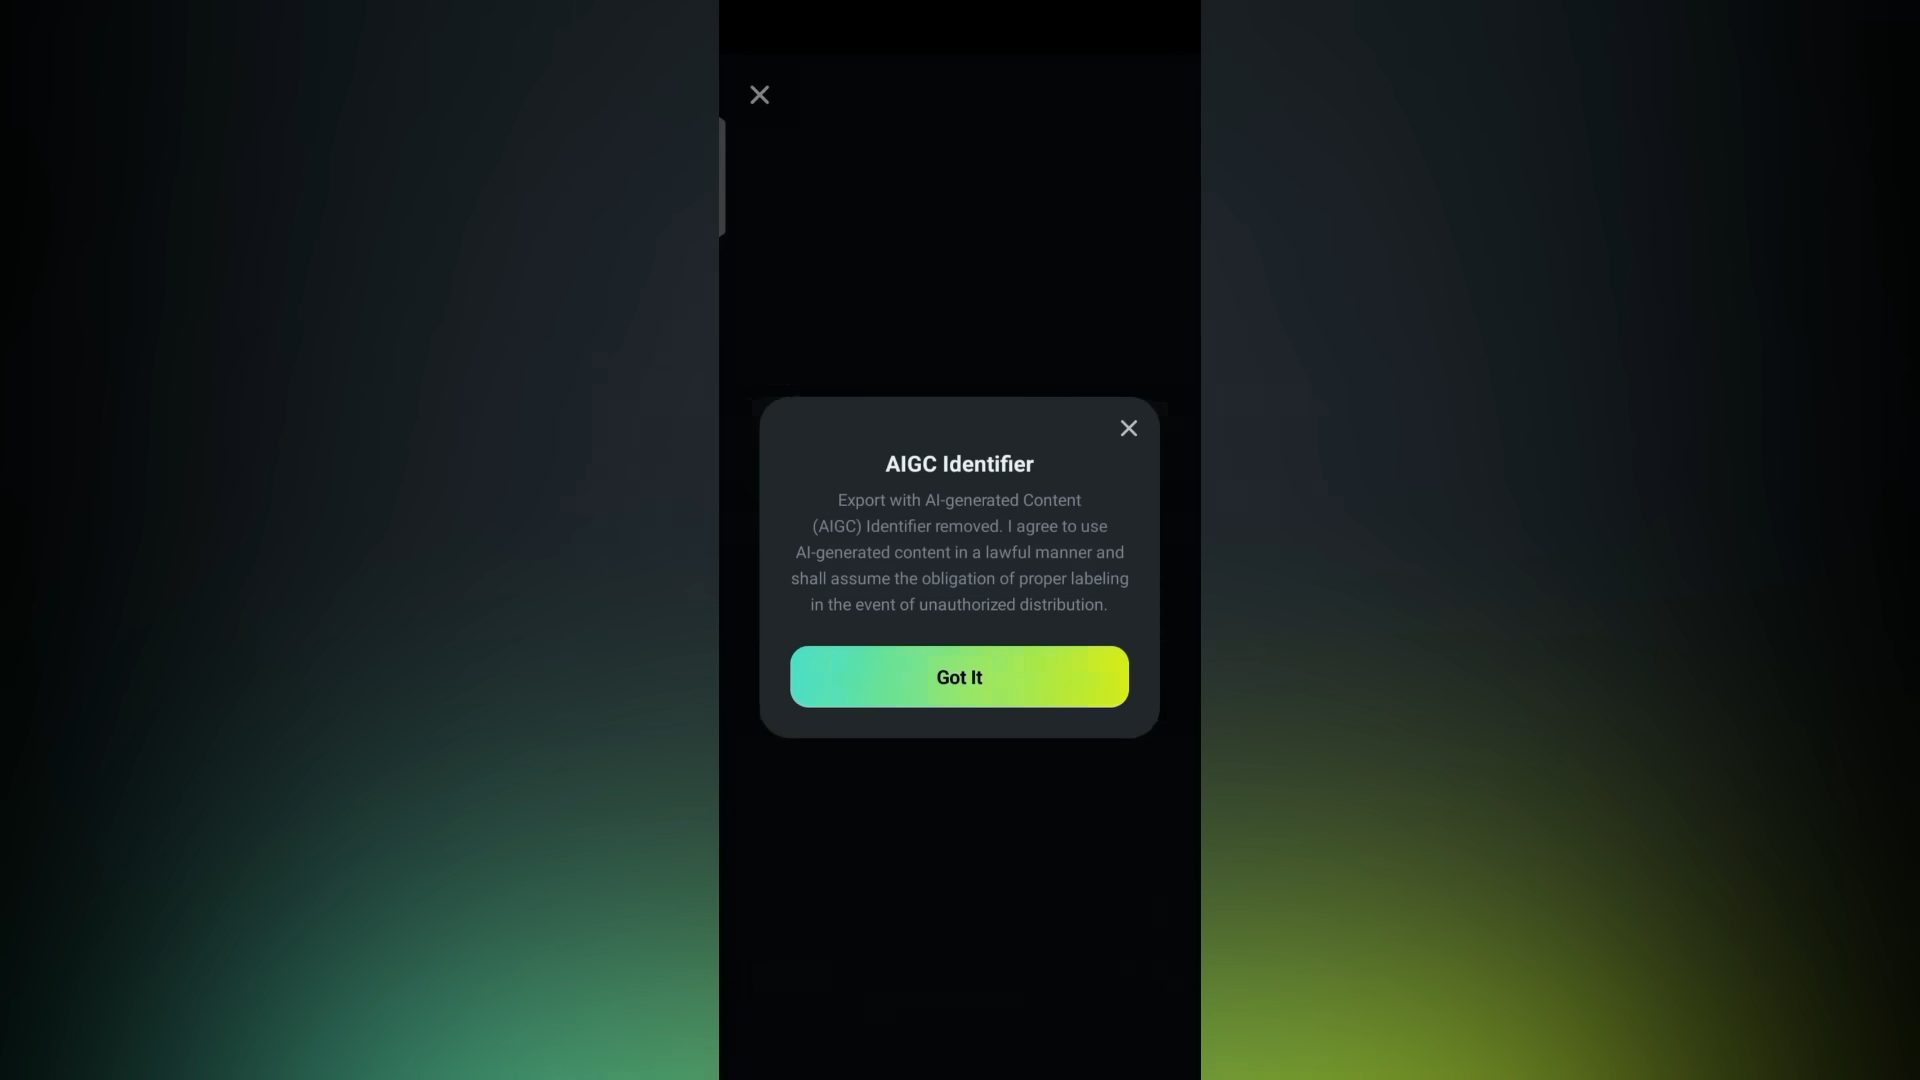 AIGC Identifier
Export with AI-generated Content
(AIGC) Identifier removed. I agree to use
AI-generated content in a lawful manner and
shall assume the obligation of proper labeling
in the event of unauthorized distribution.
Got It